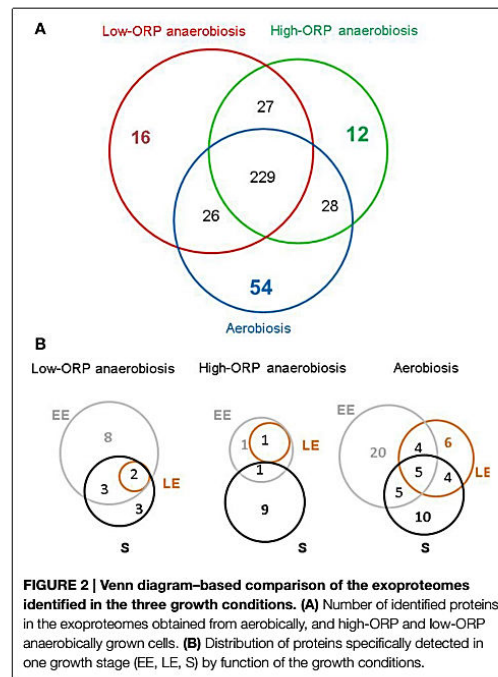 A
Low-ORP anaerobiosis
High-ORP anaerobiosis
27
16
12
229
26
28
54
Aerobiosis
B
Low-ORP anaerobiosis
High-ORP anaerobiosis
Aerobiosis
EE
8
2
LE
3
3
S
EE
1
1
LE
1
9
S
EE
20
4
6
5
LE
5
4
10
S
FIGURE 2 | Venn diagram–based comparison of the exoproteomes
identified in the three growth conditions. (A) Number of identified proteins
in the exoproteomes obtained from aerobically, and high-ORP and low-ORP
anaerobically grown cells. (B) Distribution of proteins specifically detected in
one growth stage (EE, LE, S) by function of the growth conditions.